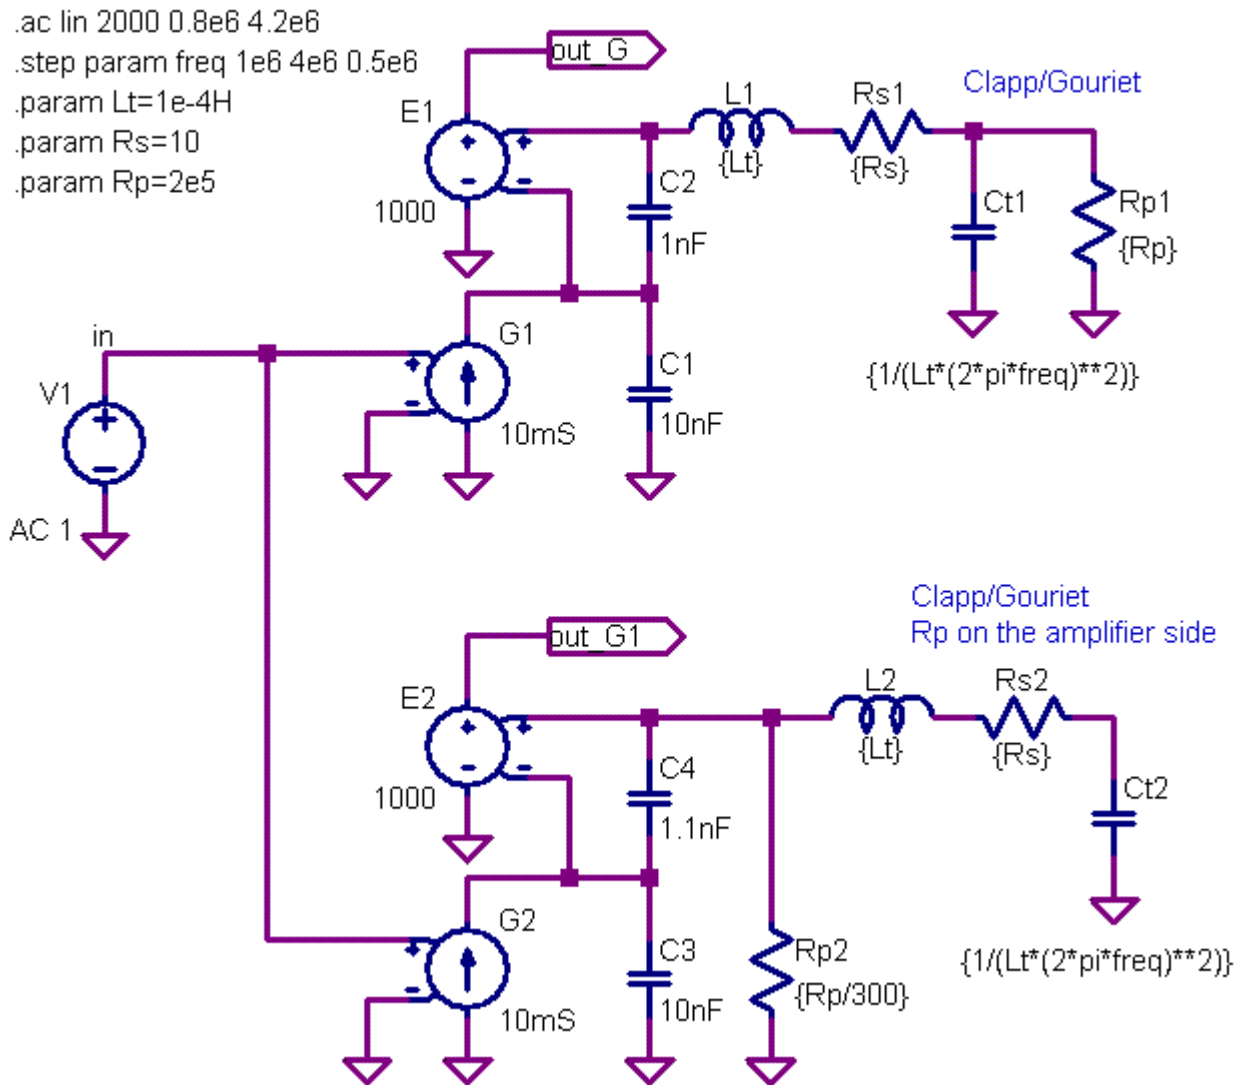 .ac lin 2000 0.8e6 4.2e6
.step param freq 1e6 4e6 0.5e6
.param Lt=1e-4H
.param Rs=10
.param Rp=2e5
out_G
E1
1000
L1
{Lt}
Rs1
{Rs}
Clapp/Gouriet
C2
1nF
Ct1
Rp1
{Rp}
{1/(Lt*(2*pi*freq)**2)}
in
V1
AC 1
G1
10mS
C1
10nF
out_G1
Clapp/Gouriet
Rp on the amplifier side
E2
1000
L2
{Lt}
Rs2
{Rs}
C4
1.1nF
Ct2
{1/(Lt*(2*pi*freq)**2)}
G2
10mS
C3
10nF
Rp2
{Rp/300}